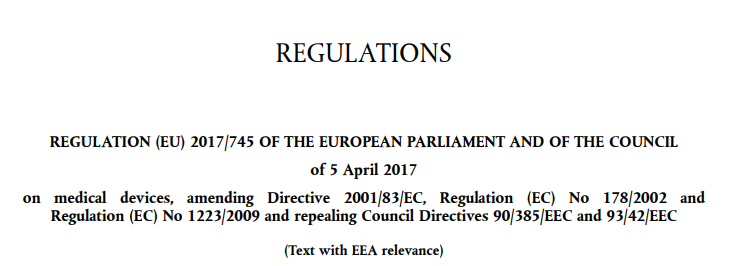 REGULATIONS
REGULATION (EU) 2017/745 OF THE EUROPEAN PARLIAMENT AND OF THE COUNCIL
of 5 April 2017
on medical devices, amending Directive 2001/83/EC, Regulation (EC) No 178/2002 and
Regulation (EC) No 1223/2009 and repealing Council Directives 90/385/EEC and 93/42/EEC
(Text with EEA relevance)